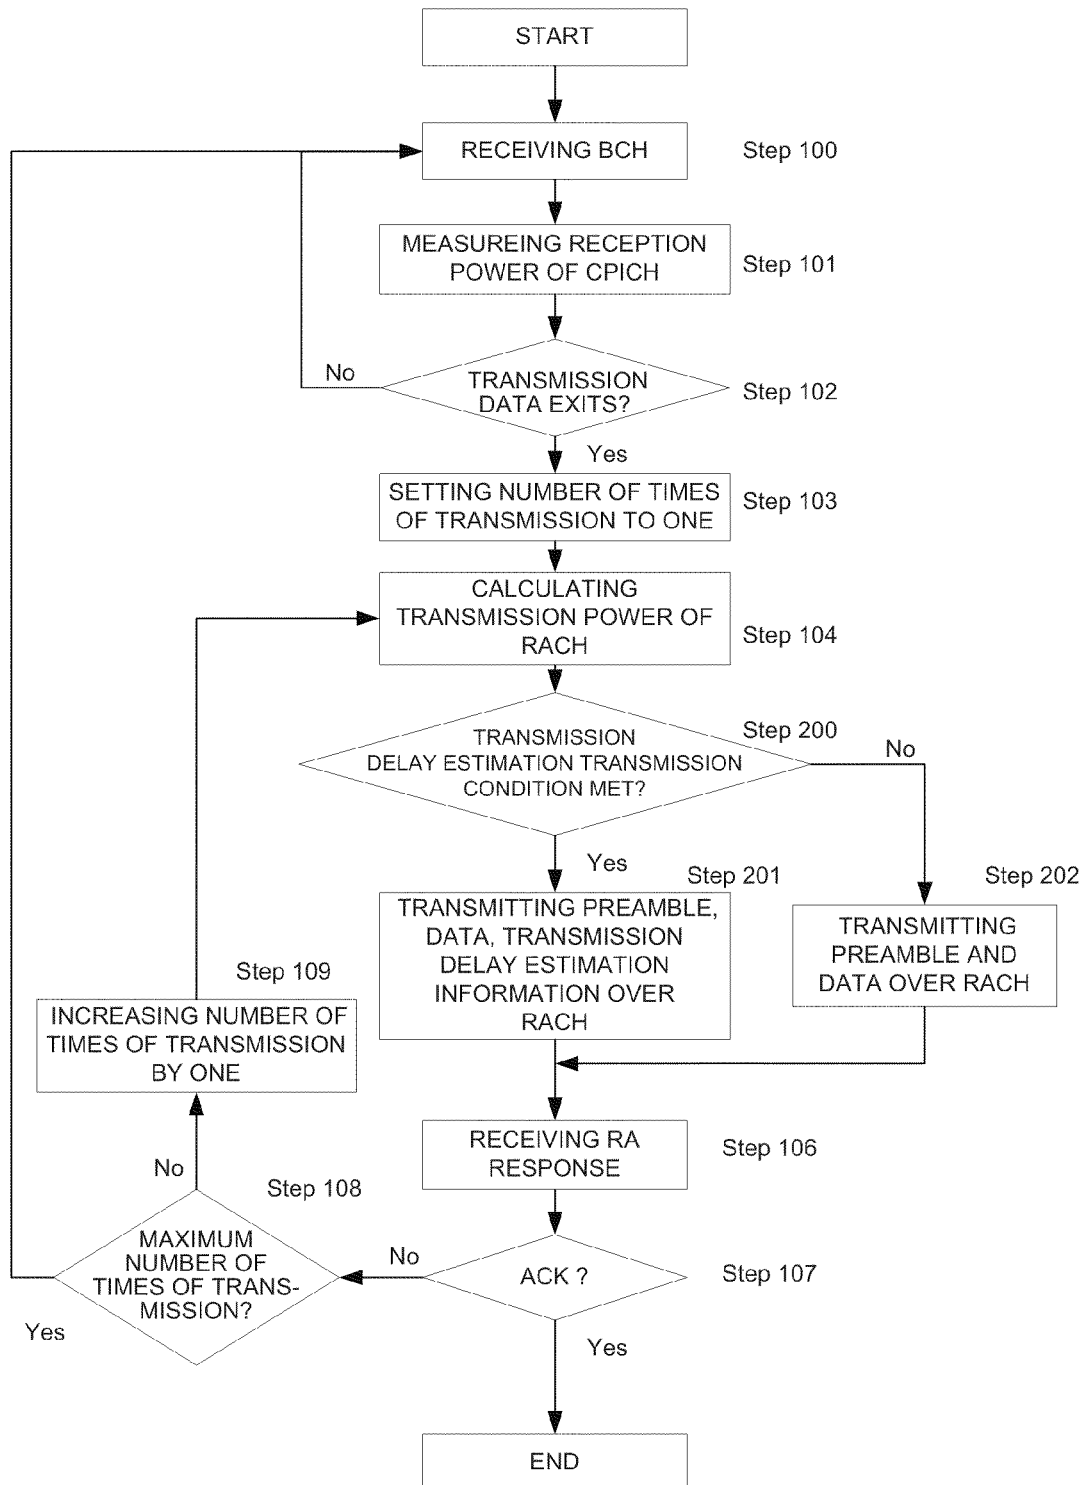 START
RECEIVING BCH
Step 100
MEASUREING RECEPTION
POWER OF CPICH
Step 101
No
TRANSMISSION
DATA EXITS?
Step 102
Yes
SETTING NUMBER OF TIMES
OF TRANSMISSION TO ONE
Step 103
CALCULATING
TRANSMISSION POWER OF
RACH
Step 104
TRANSMISSION
DELAY ESTIMATION TRANSMISSION
CONDITION MET?
Step 200
No
Yes
Step 201
TRANSMITTING PREAMBLE,
DATA, TRANSMISSION
DELAY ESTIMATION
INFORMATION OVER
RACH
Step 202
TRANSMITTING
PREAMBLE AND
DATA OVER RACH
Step 109
INCREASING NUMBER OF
TIMES OF TRANSMISSION
BY ONE
RECEIVING RA
RESPONSE
Step 106
No
Step 108
MAXIMUM
NUMBER OF
TIMES OF TRANS-
MISSION?
Yes
No
ACK ?
Step 107
Yes
END